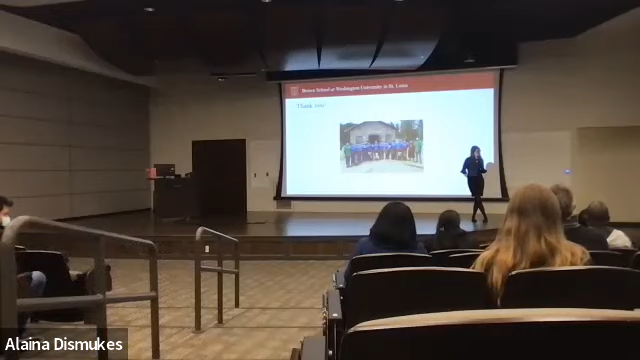 Brown School at Washington University in St. Louis
Thank you!
Alaina Dismukes